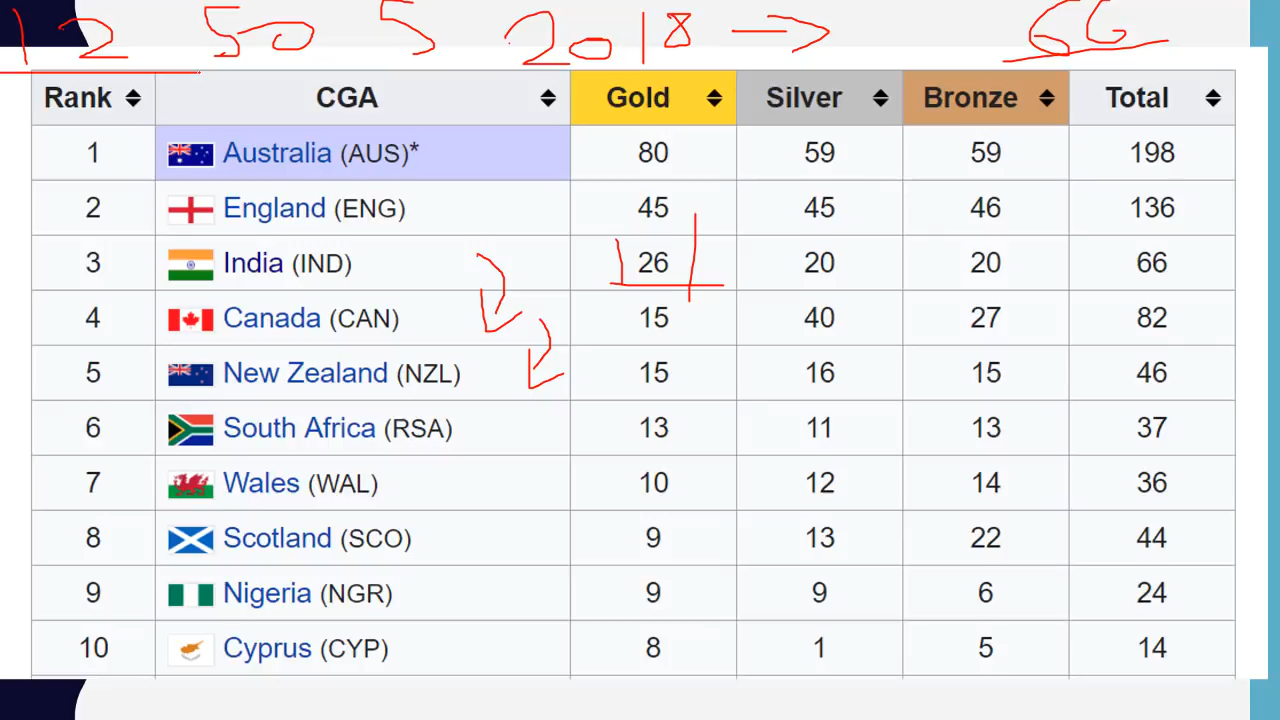 12 50 5 2018 → 66
Rank CGA Gold Silver Bronze Total
1 Australia (AUS)* 80 59 59 198
2 England (ENG) 45 45 46 136
3 India (IND) 26 20 20 66
4 Canada (CAN) 15 40 27 82
5 New Zealand (NZL) 15 16 15 46
6 South Africa (RSA) 13 11 13 37
7 Wales (WAL) 10 12 14 36
8 Scotland (SCO) 9 13 22 44
9 Nigeria (NGR) 9 9 6 24
10 Cyprus (CYP) 8 1 5 14